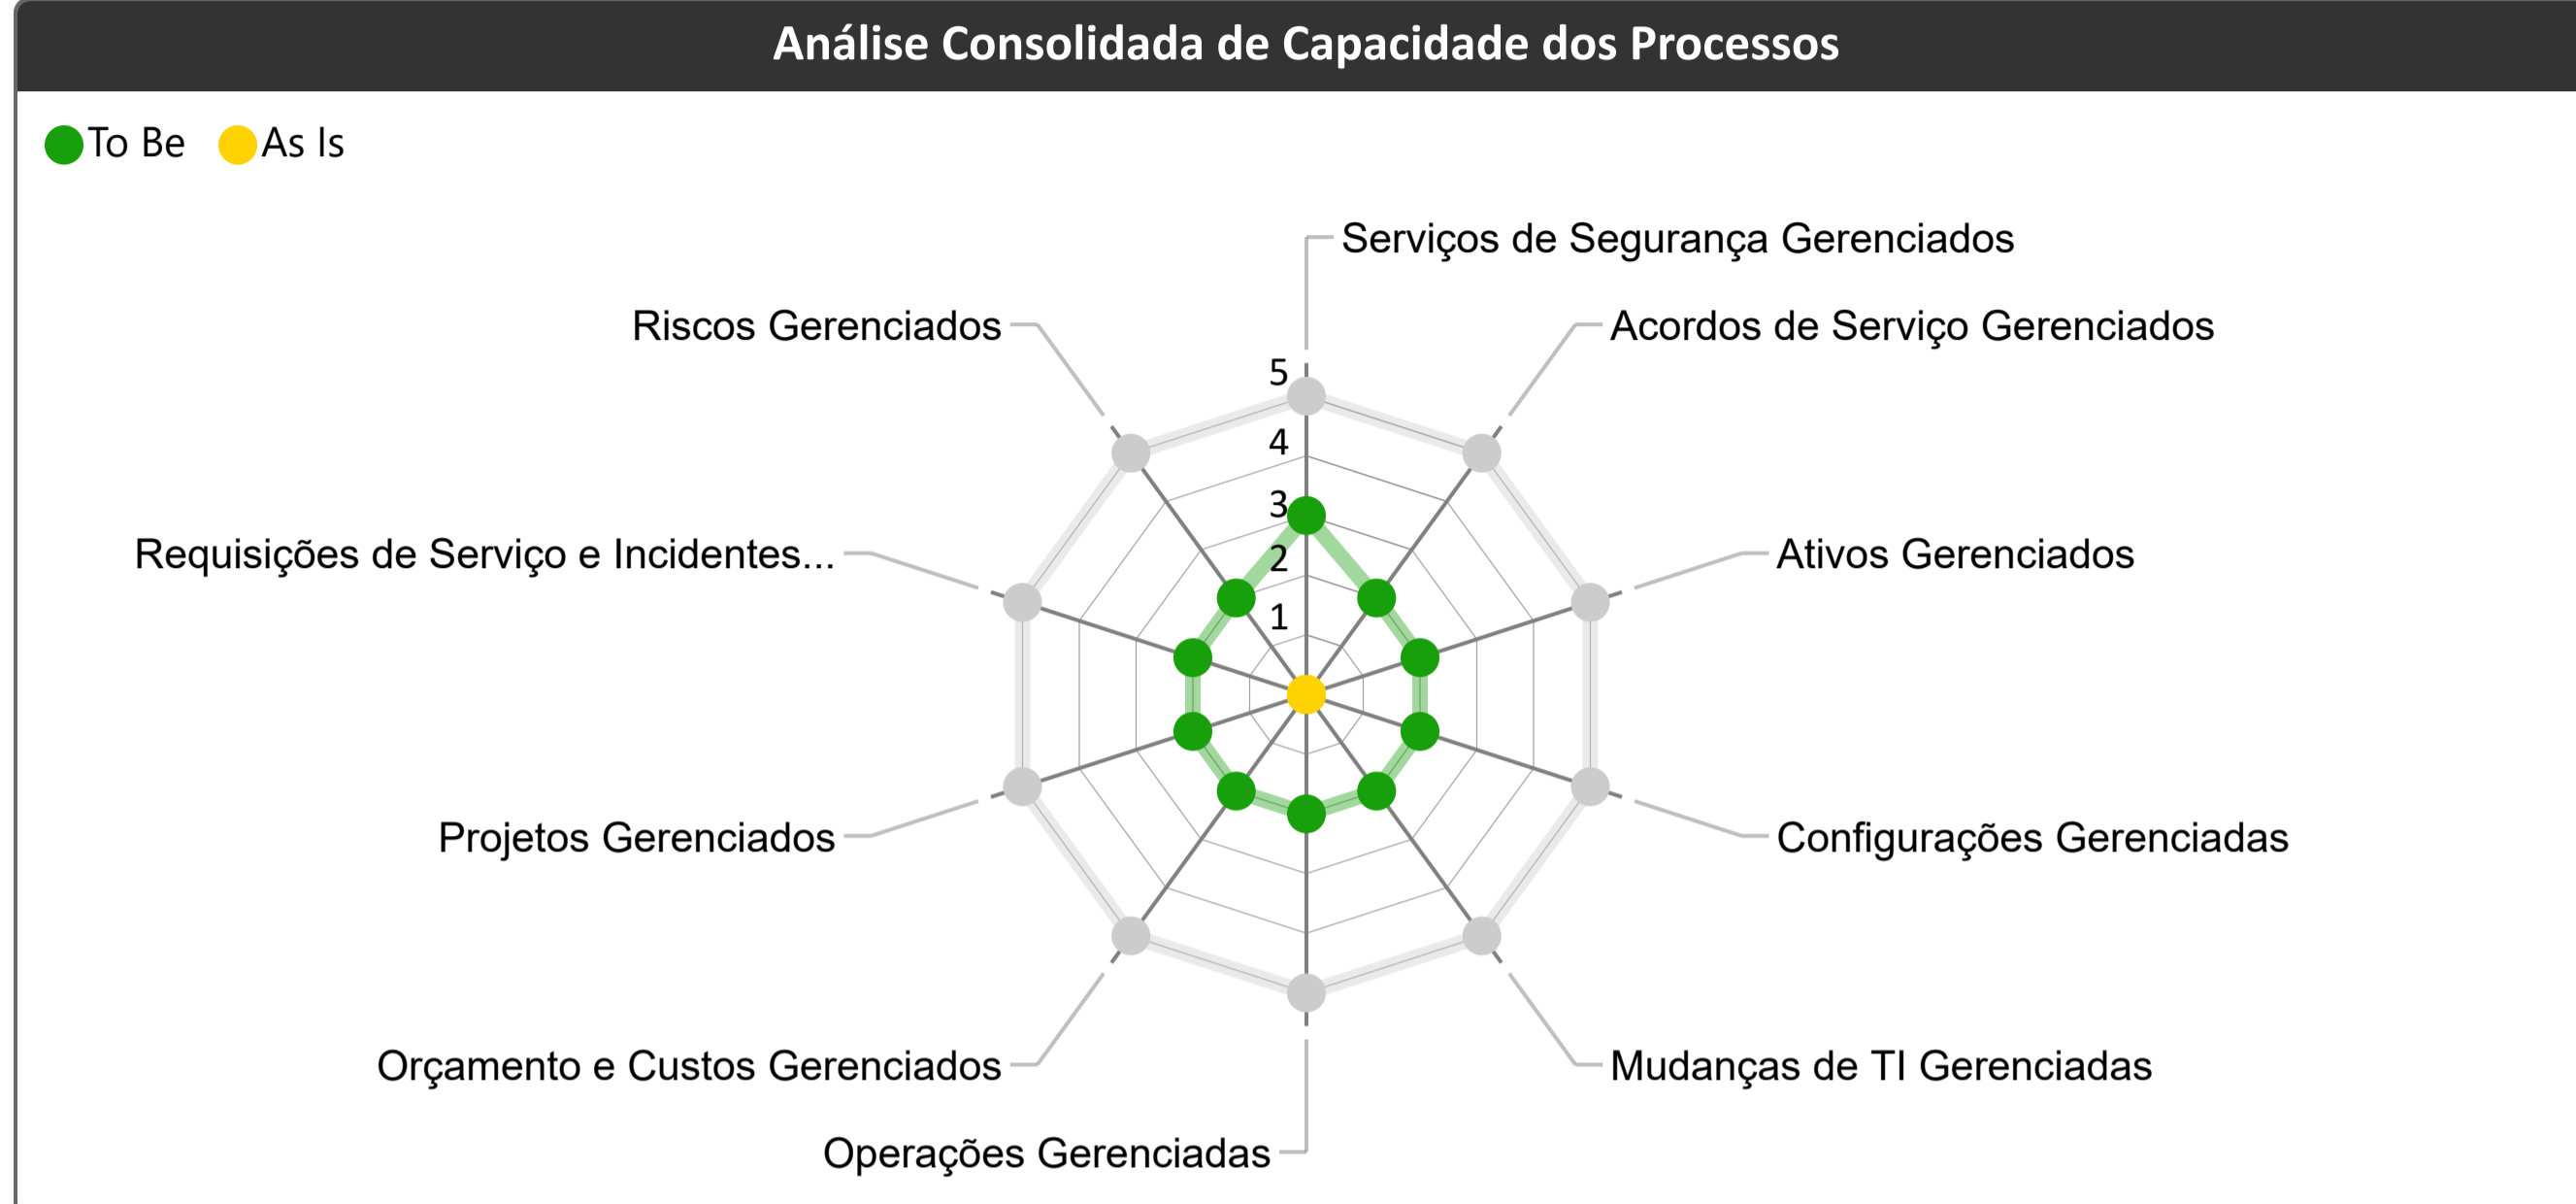 Análise Consolidada de Capacidade dos Processos
To Be
As Is
Serviços de Segurança Gerenciados
Riscos Gerenciados
Acordos de Serviço Gerenciados
5
4
3
Requisições de Serviço e Incidentes...
2
Ativos Gerenciados
1
Projetos Gerenciados
Configurações Gerenciadas
Orçamento e Custos Gerenciados
Mudanças de TI Gerenciadas
Operações Gerenciadas